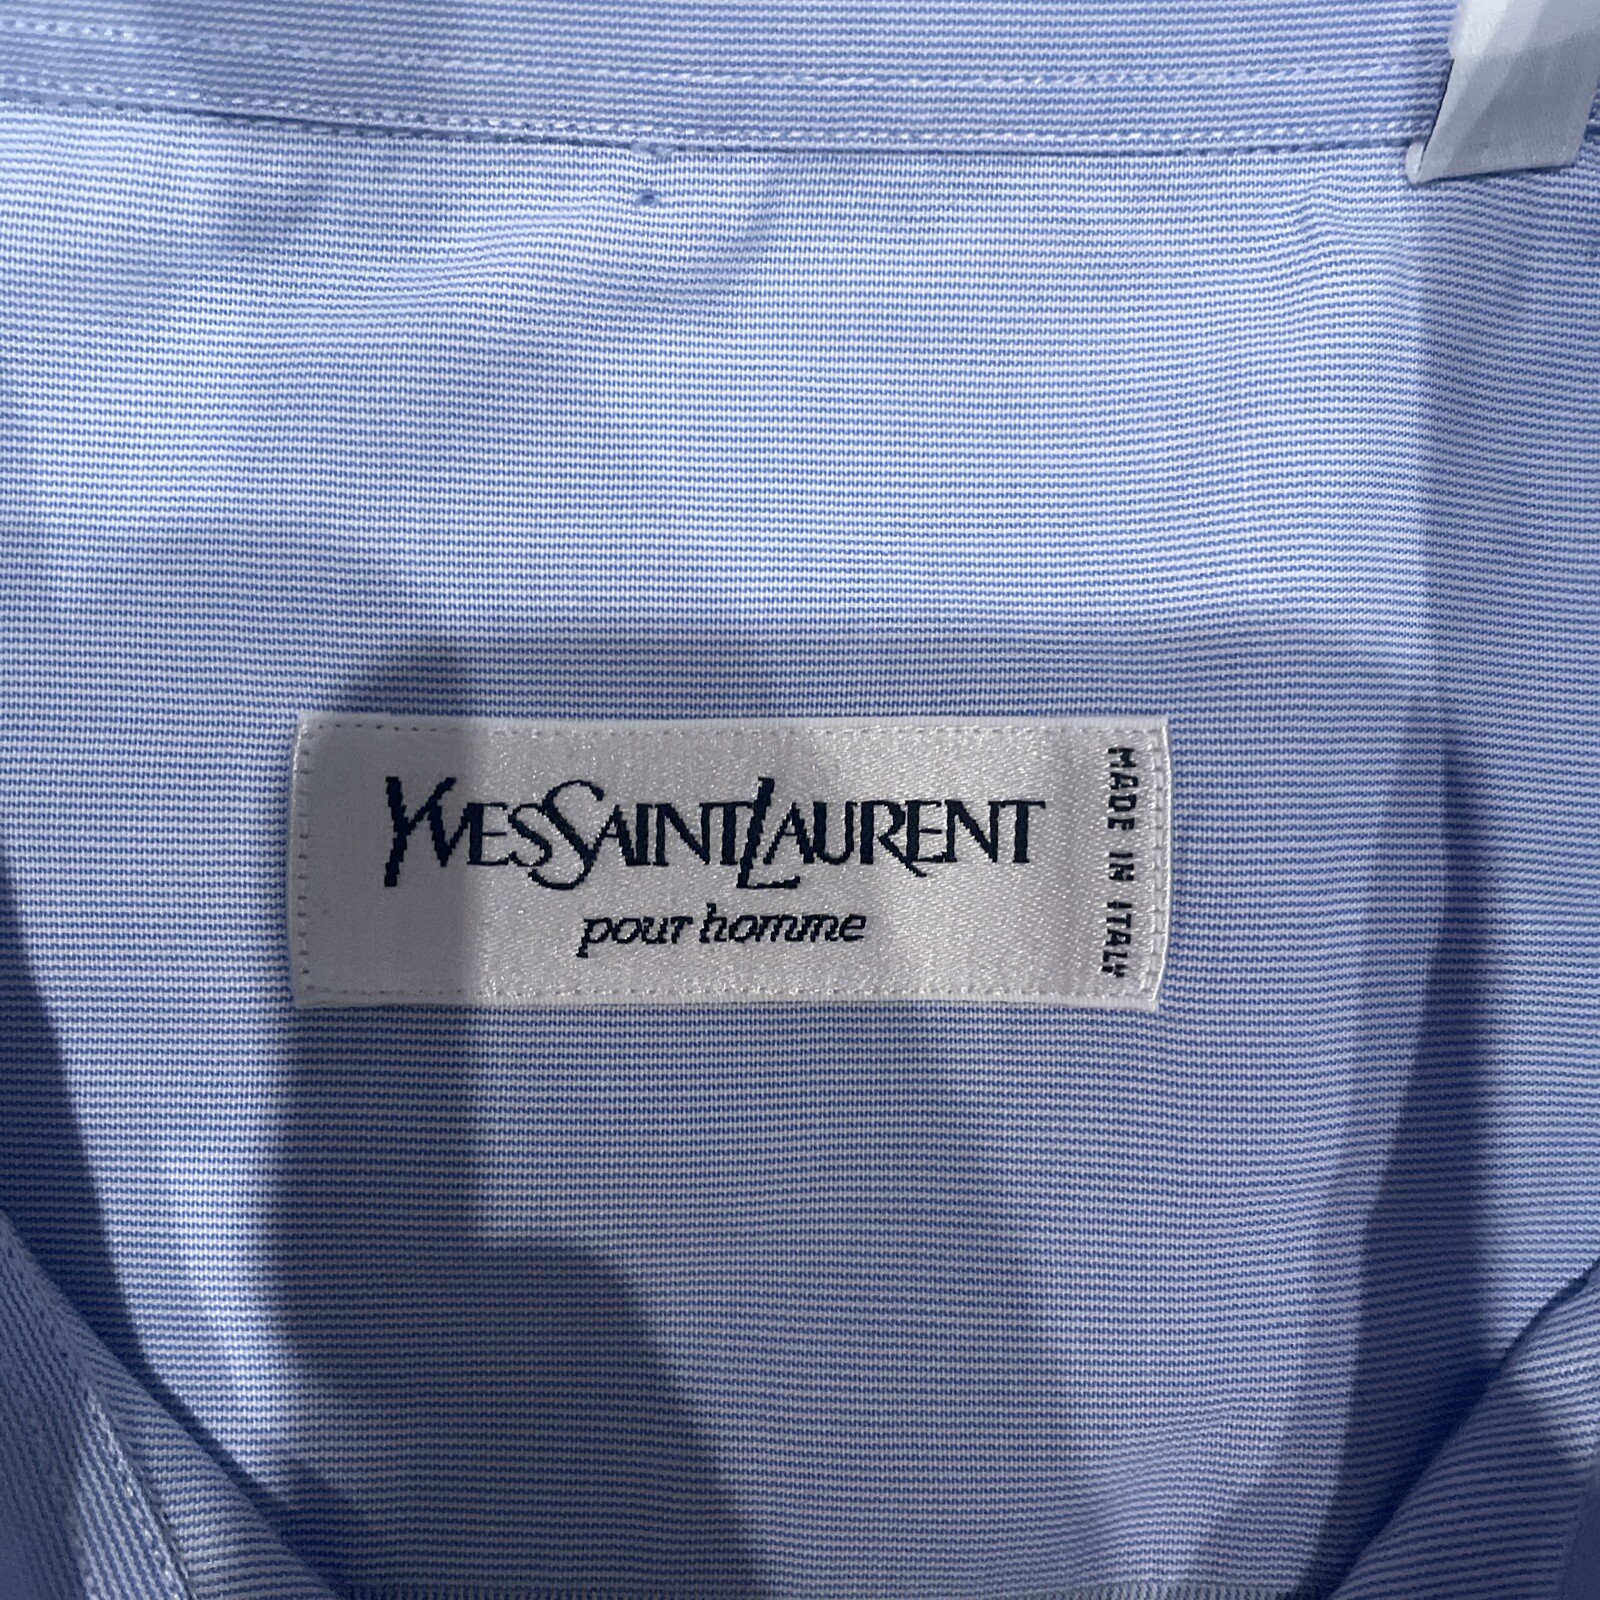 YVESSAINTLAURENT
pour homme
MADE IN ITALY